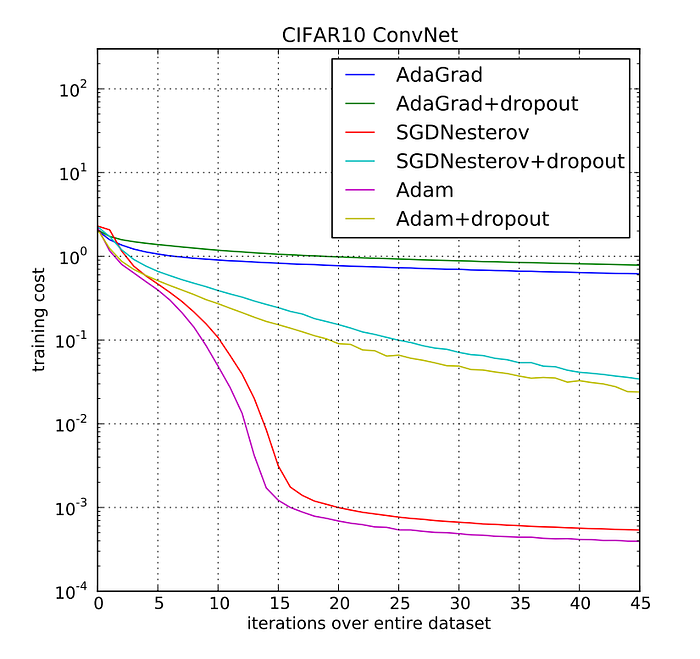 CIFAR10 ConvNet
AdaGrad
AdaGrad+dropout
SGDNesterov
SGDNesterov+dropout
Adam
Adam+dropout
training cost
10^2
10^1
10^0
10^-1
10^-2
10^-3
10^-4
0 5 10 15 20 25 30 35 40 45
iterations over entire dataset